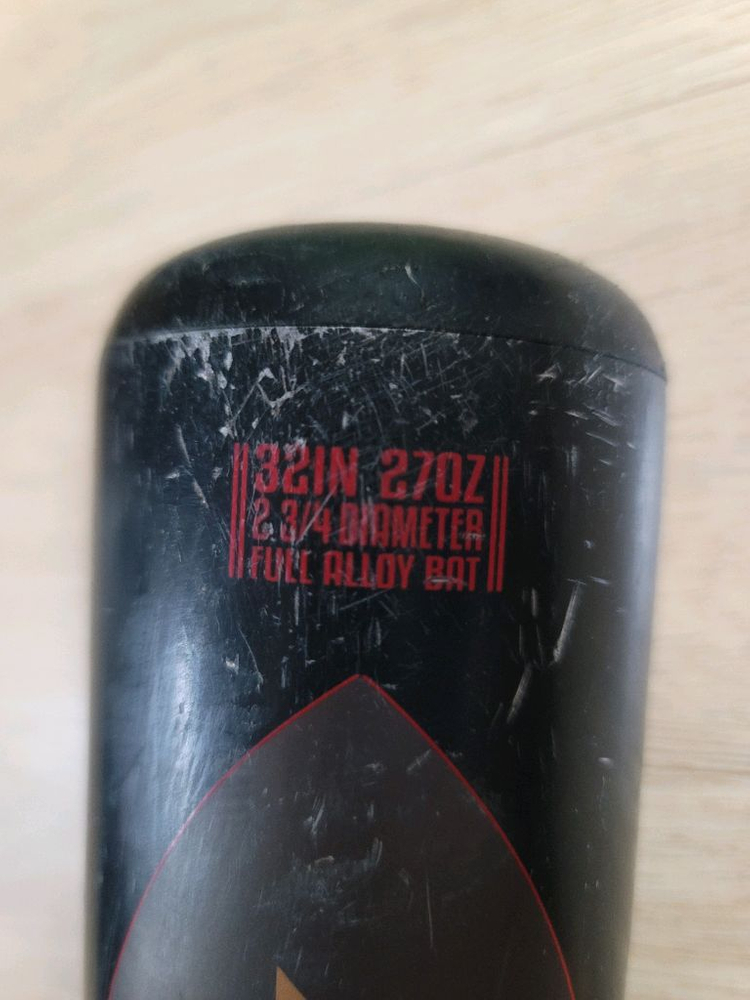 32IN 27OZ
2 3/4 DIAMETER
FULL ALLOY BAT